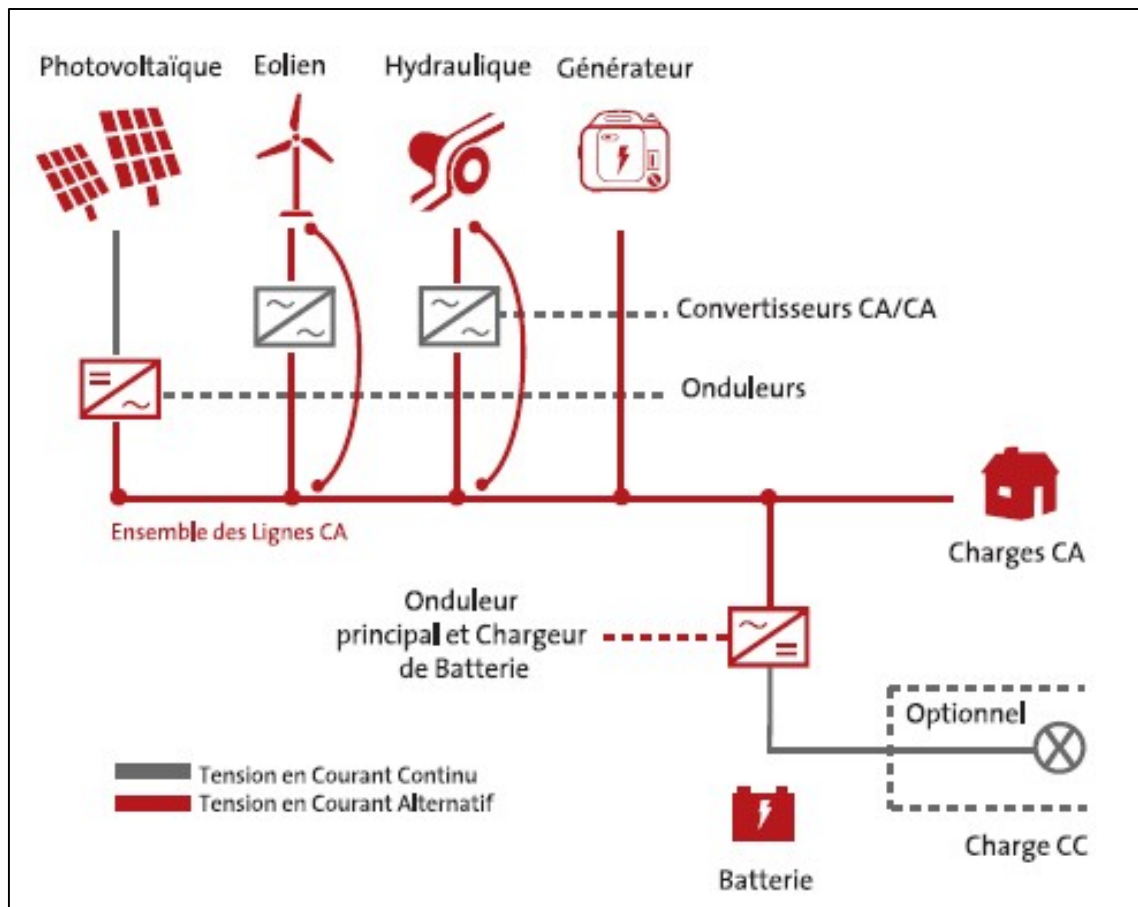 Photovoltaïque
Eolien
Hydraulique
Générateur
Convertisseurs CA/CA
Onduleurs
Ensemble des Lignes CA
Charges CA
Onduleur
principal et Chargeur
de Batterie
Optionnel
Tension en Courant Continu
Tension en Courant Alternatif
Charge CC
Batterie